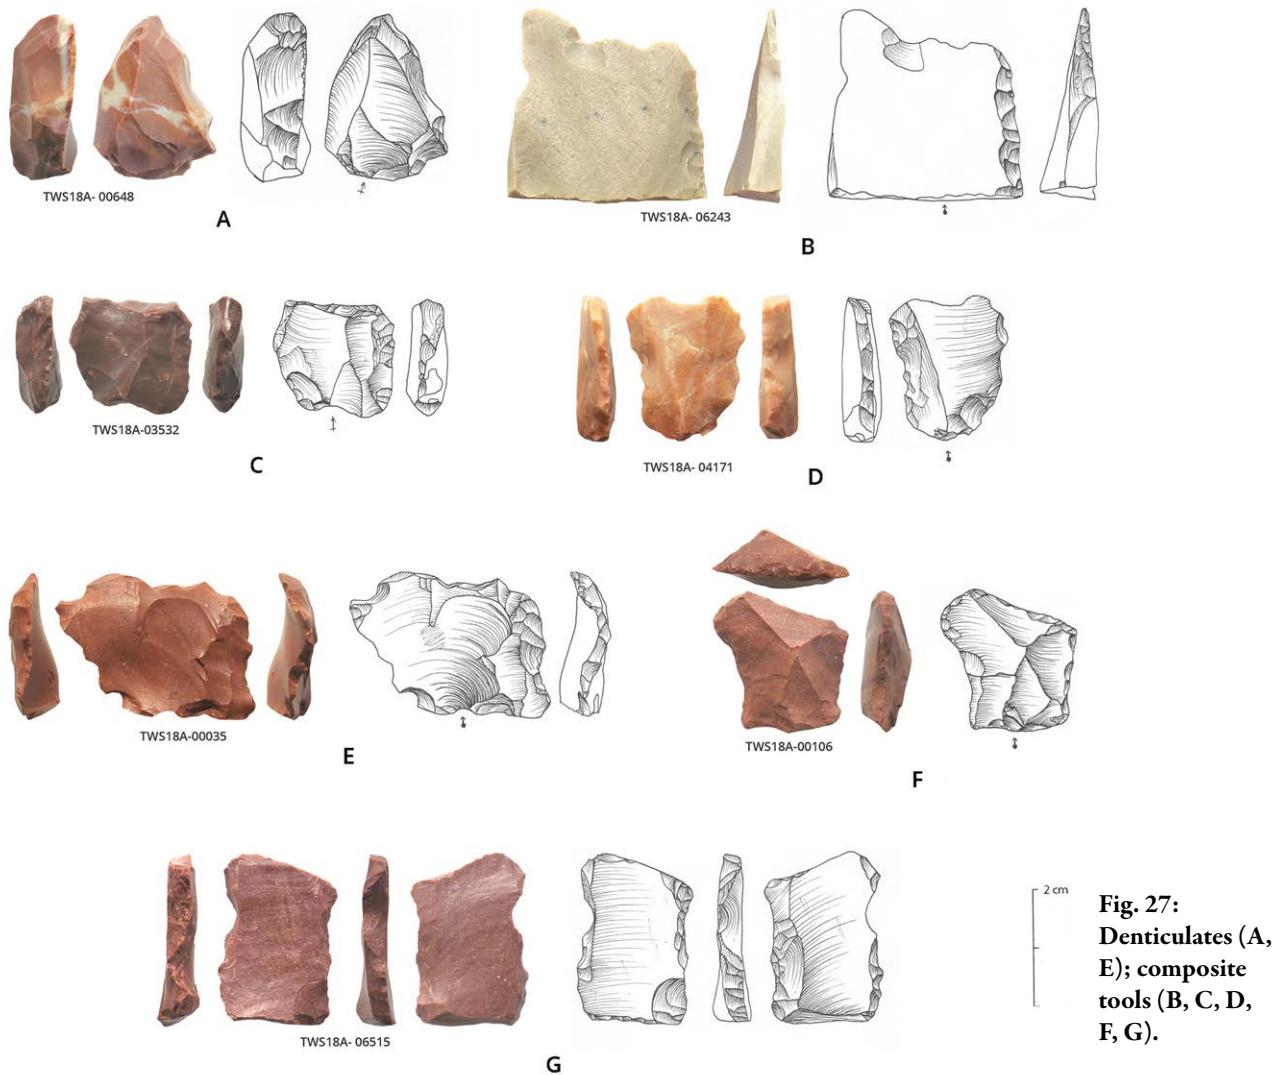 TWS18A- 00648
A
TWS18A- 06243
B
TWS18A-03532
C
TWS18A- 04171
D
TWS18A-00035
E
TWS18A-00106
F
TWS18A- 06515
G
2 cm
Fig. 27:
Denticulates (A,
E); composite
tools (B, C, D,
F, G).